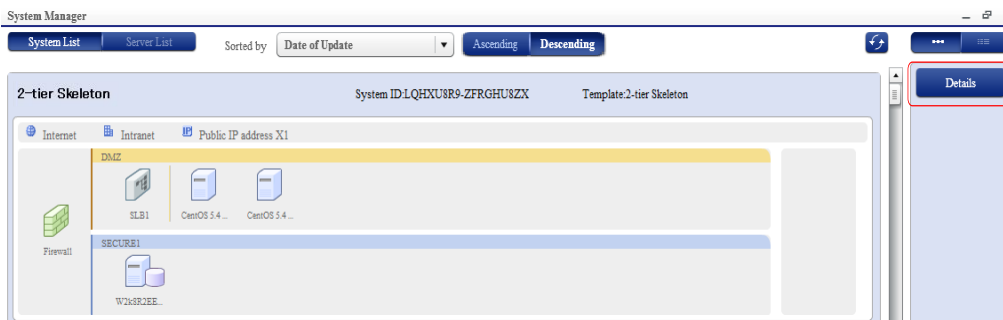 System Manager
System List
Server List
Sorted by
Date of Update
Ascending
Descending
Details
2-tier Skeleton
System ID:LQHXU8R9-ZFRGHU8ZX
Template:2-tier Skeleton
Internet
Intranet
IP
Public IP address X1
DMZ
SLB1
CentOS 5.4 ...
CentOS 5.4 ...
Firewall
SECURE1
W2k8R2EE...